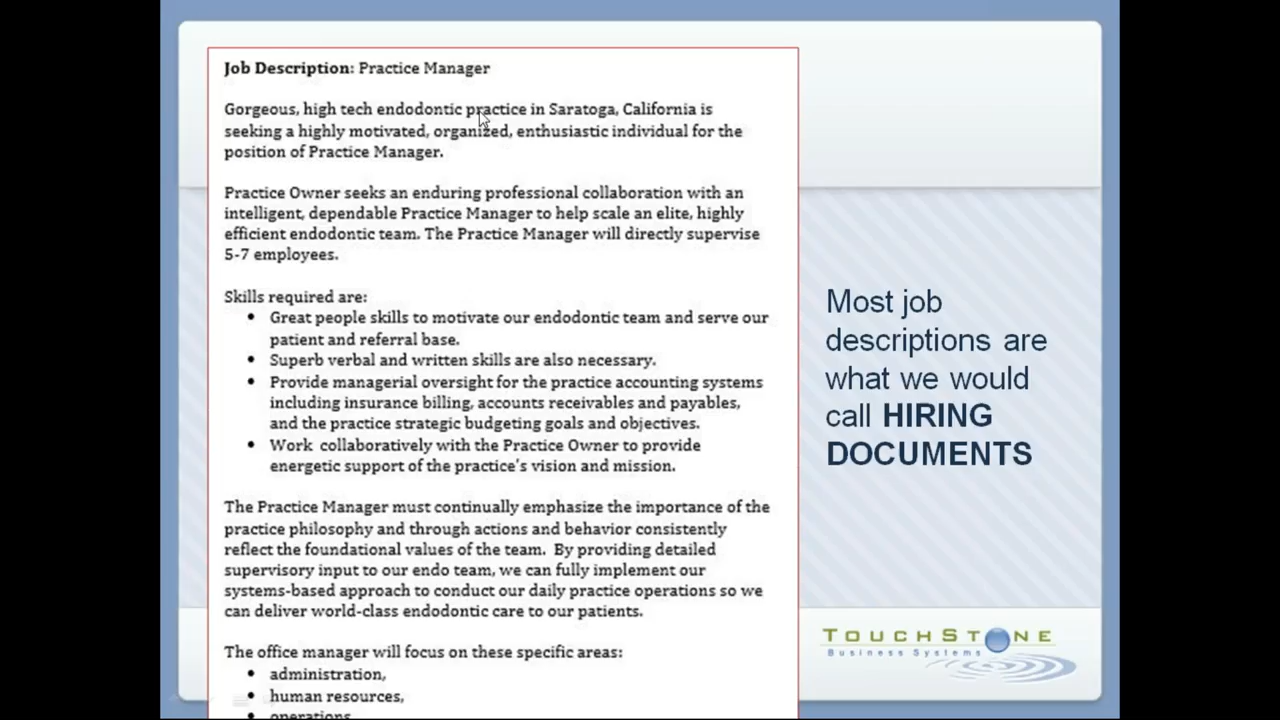 Job Description: Practice Manager
Gorgeous, high tech endodontic practice in Saratoga, California is
seeking a highly motivated, organized, enthusiastic individual for the
position of Practice Manager.
Practice Owner seeks an enduring professional collaboration with an
intelligent, dependable Practice Manager to help scale an elite, highly
efficient endodontic team. The Practice Manager will directly supervise
5-7 employees.
Skills required are:
• Great people skills to motivate our endodontic team and serve our
patient and referral base.
• Superb verbal and written skills are also necessary.
• Provide managerial oversight for the practice accounting systems
including insurance billing, accounts receivables and payables,
and the practice strategic budgeting goals and objectives.
• Work collaboratively with the Practice Owner to provide
energetic support of the practice's vision and mission.
The Practice Manager must continually emphasize the importance of the
practice philosophy and through actions and behavior consistently
reflect the foundational values of the team. By providing detailed
supervisory input to our endo team, we can fully implement our
systems-based approach to conduct our daily practice operations so we
can deliver world-class endodontic care to our patients.
The office manager will focus on these specific areas:
• administration,
• human resources,
• operations
Most job
descriptions are
what we would
call HIRING
DOCUMENTS
TOUCHSTONE
Business Systems